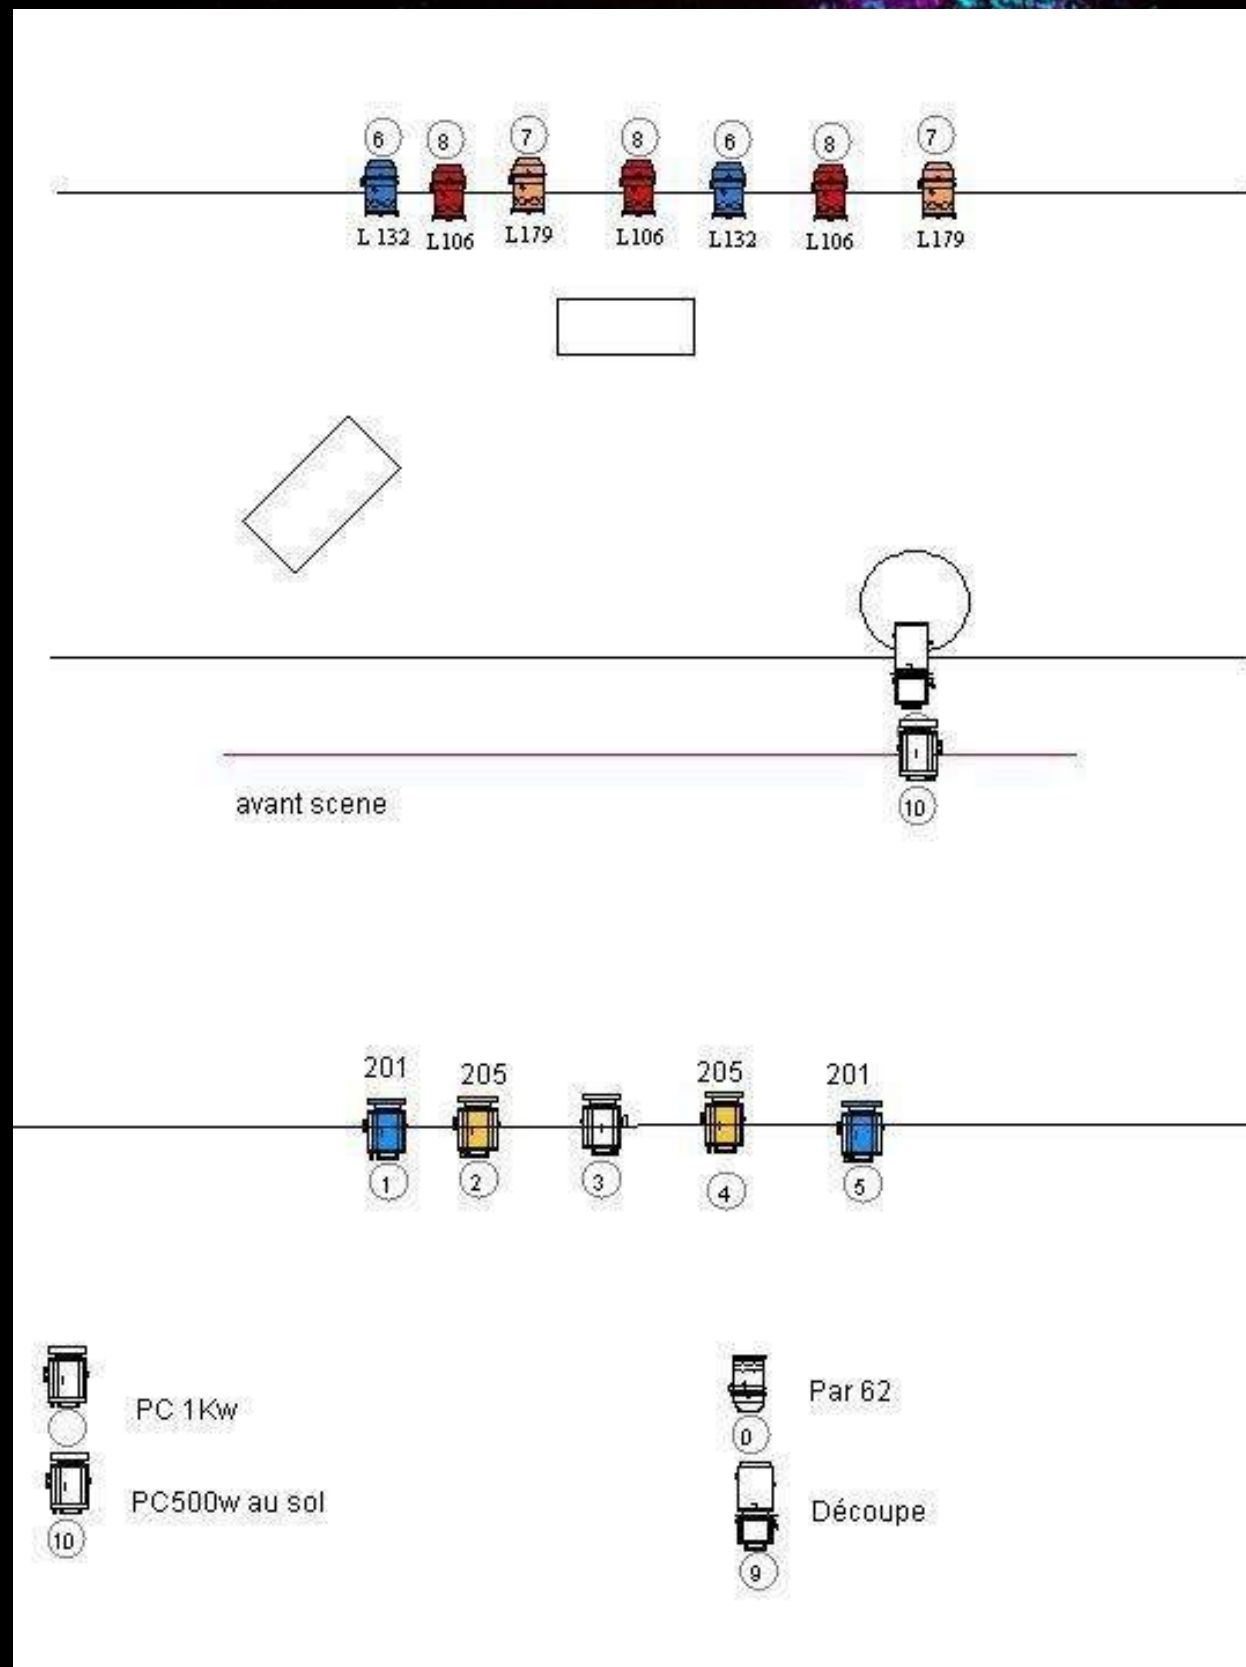 6 8 7 8 6 8 7
L 132 L106 L179 L106 L132 L106 L179
10
avant scene
201 205 205 201
1 2 3 4 5
PC 1Kw
PC500w au sol
10
Par 62
0
Découpe
9